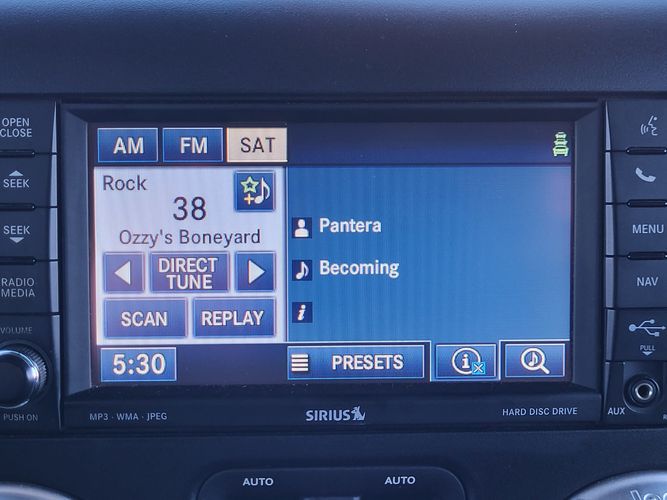 OPEN
CLOSE
SEEK
SEEK
RADIO
MEDIA
VOLUME
PUSH ON
AM FM SAT
Rock
38
Ozzy's Boneyard
DIRECT
TUNE
SCAN REPLAY
5:30
Pantera
Becoming
i
PRESETS
i
MENU
NAV
PULL
AUX
MP3 · WMA · JPEG
SIRIUS
HARD DISC DRIVE
AUTO AUTO